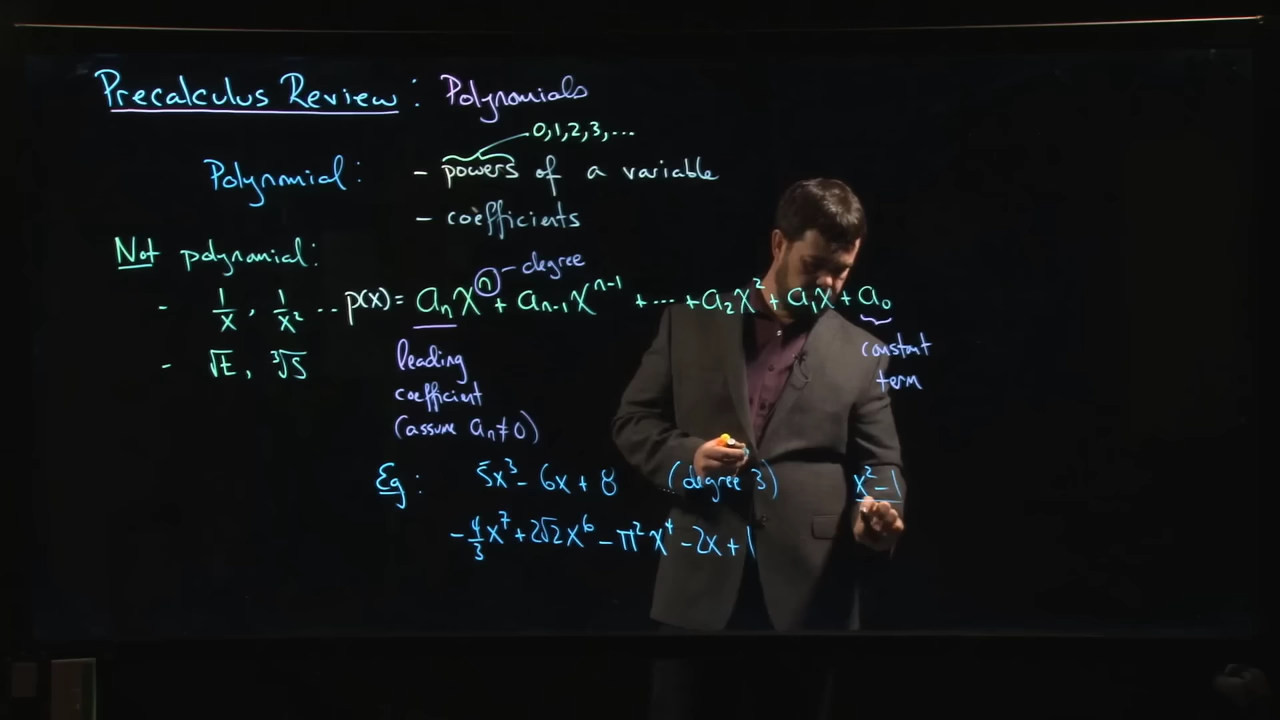 Precalculus Review: Polynomials
0,1,2,3,...
Polynomial: - powers of a variable
- coefficients
Not polynomial:
- 1/x, 1/x² ...
- √t, ³√s
n - degree
p(x) = aₙxⁿ + aₙ₋₁xⁿ⁻¹ + ... + a₂x² + a₁x + a₀
leading
coefficient
(assume aₙ≠0)
constant
term
Eg: 5x³ - 6x + 8 (degree 3) x² - 1
-4/3x⁷ + 2√2x⁶ - π²x⁴ - 2x + 1